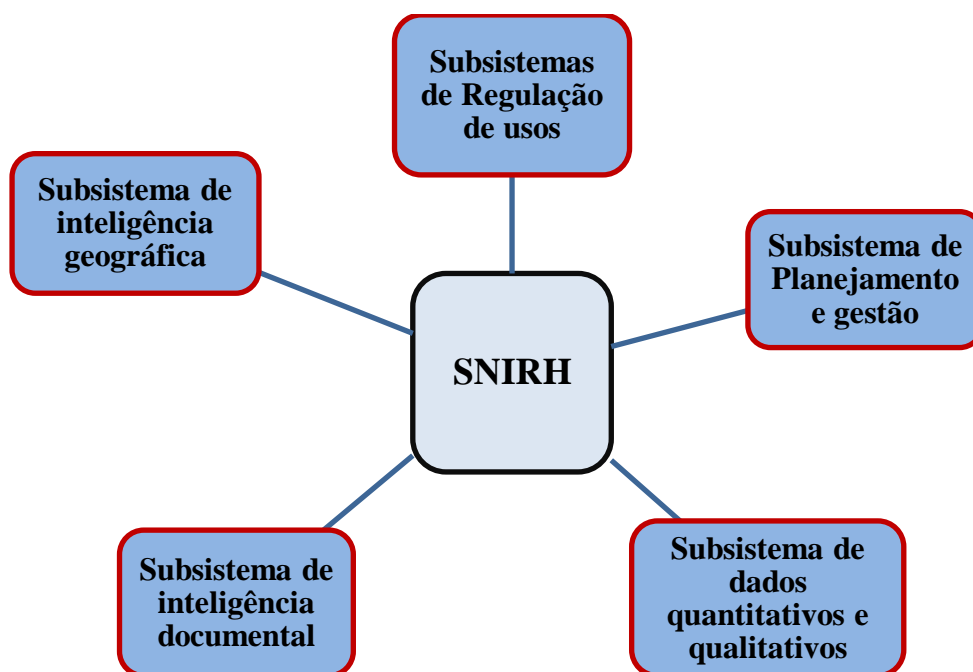 Subsistemas
de Regulação
de usos
Subsistema de
inteligência
geográfica
Subsistema de
Planejamento
e gestão
SNIRH
Subsistema de
inteligência
documental
Subsistema de
dados
quantitativos e
qualitativos